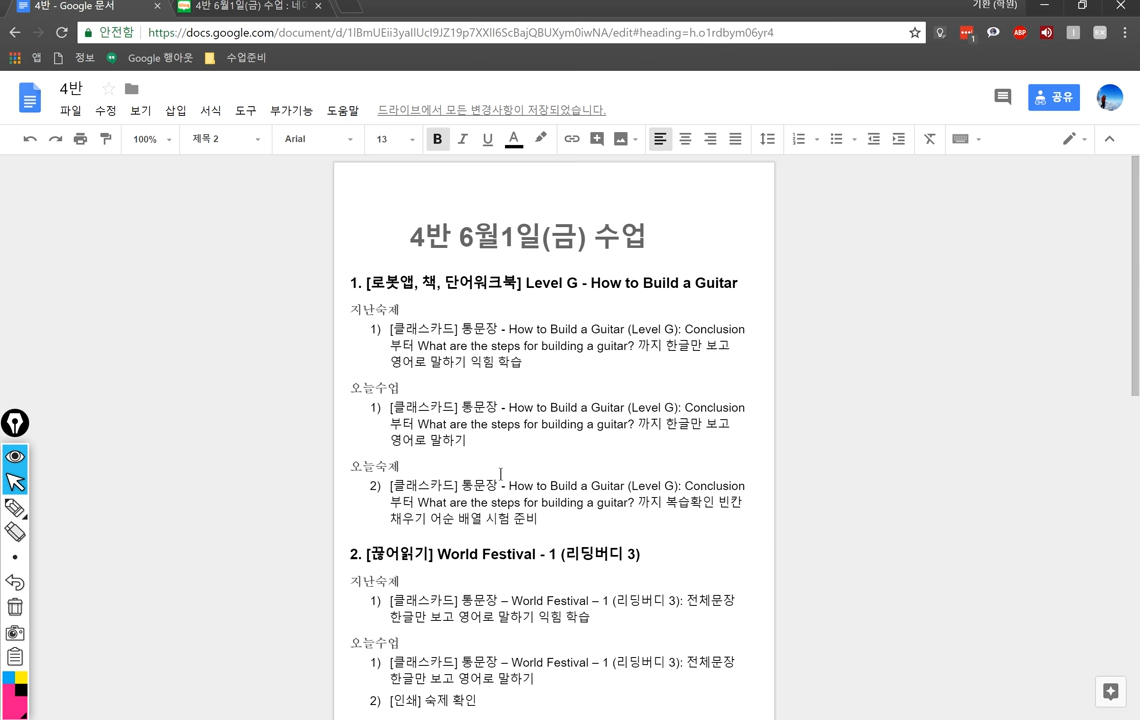 4반 - Google 문서
4반 6월1일(금) 수업 : 네이
기환 (학원)
안전함
https://docs.google.com/document/d/1lBmUEii3yaIlUcI9JZ19p7XXlI6ScBajQBUXym0iwNA/edit#heading=h.o1rdbym06yr4
ABP
앱 정보 Google 행아웃 수업준비
4반
파일 수정 보기 삽입 서식 도구 부가기능 도움말 드라이브에서 모든 변경사항이 저장되었습니다.
공유
100% 제목 2 Arial 13 B I U A
4반 6월1일(금) 수업
1. [로봇앱, 책, 단어워크북] Level G - How to Build a Guitar
지난숙제
1) [클래스카드] 통문장 - How to Build a Guitar (Level G): Conclusion
부터 What are the steps for building a guitar? 까지 한글만 보고
영어로 말하기 익힘 학습
오늘수업
1) [클래스카드] 통문장 - How to Build a Guitar (Level G): Conclusion
부터 What are the steps for building a guitar? 까지 한글만 보고
영어로 말하기
오늘숙제
2) [클래스카드] 통문장 - How to Build a Guitar (Level G): Conclusion
부터 What are the steps for building a guitar? 까지 복습확인 빈칸
채우기 어순 배열 시험 준비
2. [끊어읽기] World Festival - 1 (리딩버디 3)
지난숙제
1) [클래스카드] 통문장 – World Festival – 1 (리딩버디 3): 전체문장
한글만 보고 영어로 말하기 익힘 학습
오늘수업
1) [클래스카드] 통문장 – World Festival – 1 (리딩버디 3): 전체문장
한글만 보고 영어로 말하기
2) [인쇄] 숙제 확인